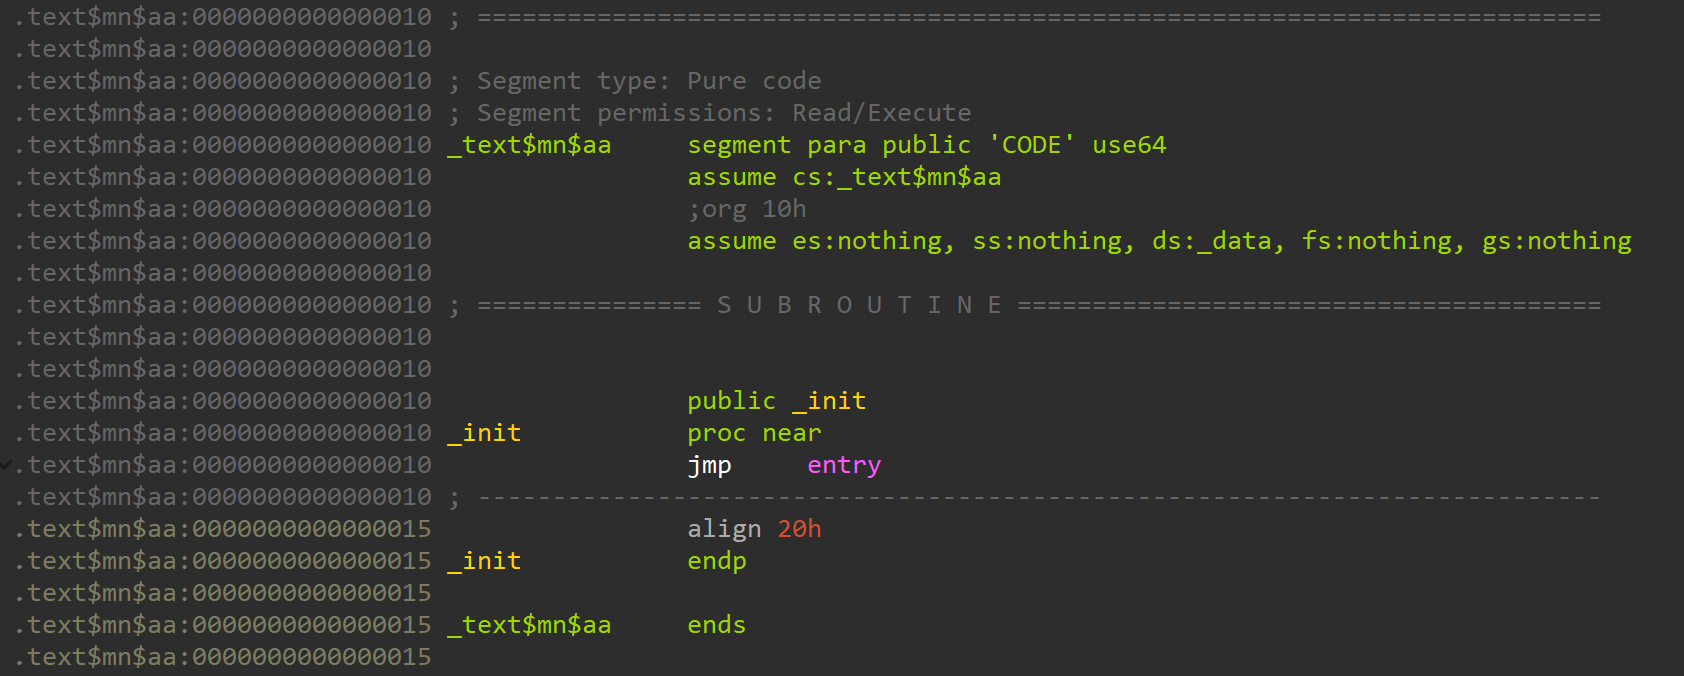 .text$mn$aa:0000000000000010 ; ===========================================================================
.text$mn$aa:0000000000000010
.text$mn$aa:0000000000000010 ; Segment type: Pure code
.text$mn$aa:0000000000000010 ; Segment permissions: Read/Execute
.text$mn$aa:0000000000000010 _text$mn$aa     segment para public 'CODE' use64
.text$mn$aa:0000000000000010                 assume cs:_text$mn$aa
.text$mn$aa:0000000000000010                 ;org 10h
.text$mn$aa:0000000000000010                 assume es:nothing, ss:nothing, ds:_data, fs:nothing, gs:nothing
.text$mn$aa:0000000000000010
.text$mn$aa:0000000000000010 ; =============== S U B R O U T I N E =======================================
.text$mn$aa:0000000000000010
.text$mn$aa:0000000000000010
.text$mn$aa:0000000000000010                 public _init
.text$mn$aa:0000000000000010 _init           proc near
.text$mn$aa:0000000000000010                 jmp     entry
.text$mn$aa:0000000000000010 ; ---------------------------------------------------------------------------
.text$mn$aa:0000000000000015                 align 20h
.text$mn$aa:0000000000000015 _init           endp
.text$mn$aa:0000000000000015
.text$mn$aa:0000000000000015 _text$mn$aa     ends
.text$mn$aa:0000000000000015